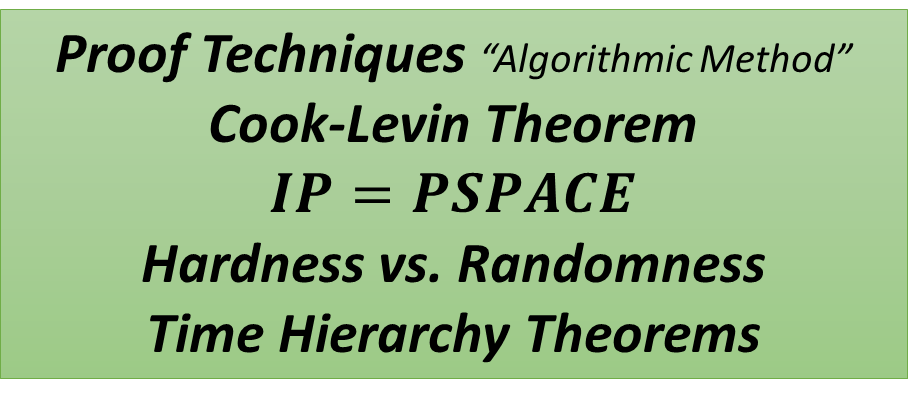 Proof Techniques “Algorithmic Method”
Cook-Levin Theorem
IP = PSPACE
Hardness vs. Randomness
Time Hierarchy Theorems